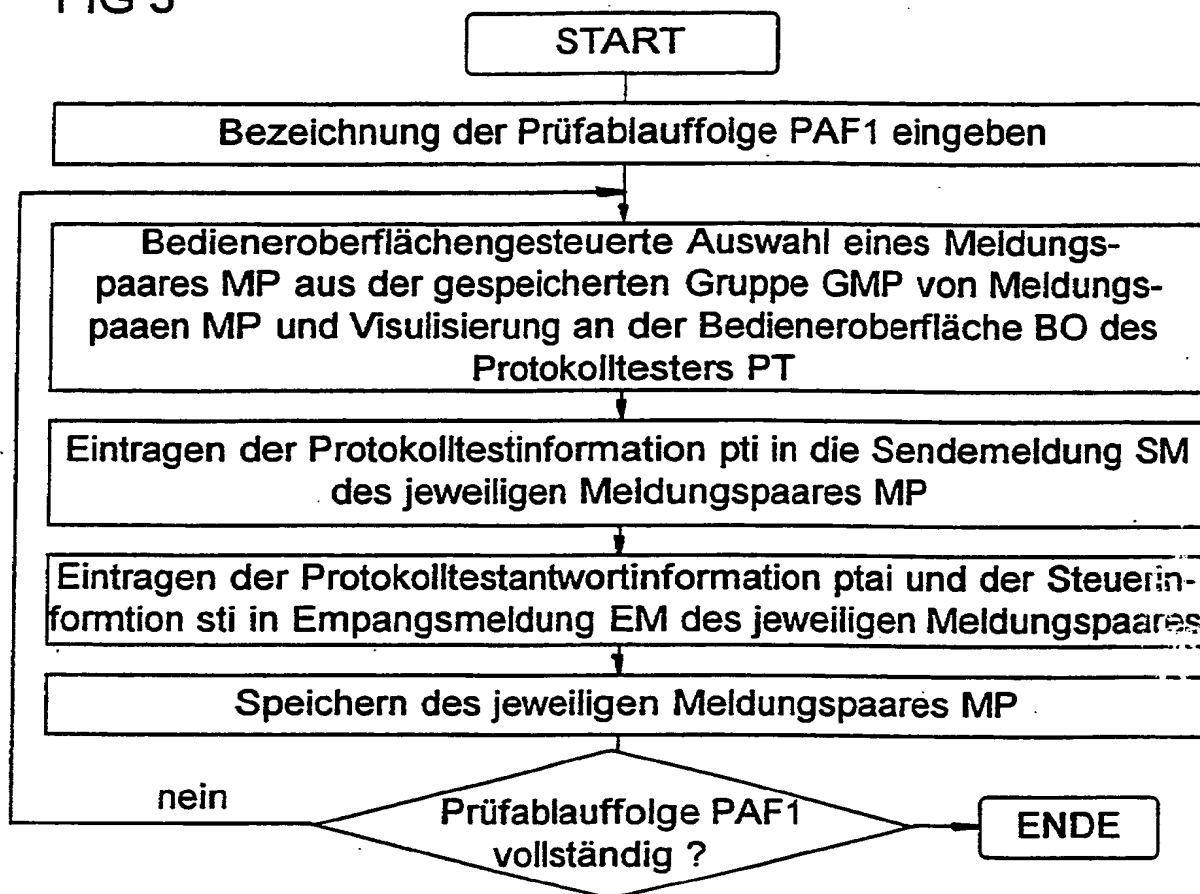 FIG 3
START
Bezeichnung der Prüfablauffolge PAF1 eingeben
Bedieneroberflächengesteuerte Auswahl eines Meldungs-
paares MP aus der gespeicherten Gruppe GMP von Meldungs-
paaen MP und Visulisierung an der Bedieneroberfläche BO des
Protokolltesters PT
Eintragen der Protokolltestinformation pti in die Sendemeldung SM
des jeweiligen Meldungspaares MP
Eintragen der Protokolltestantwortinformation ptai und der Steuerin-
formtion sti in Empangsmeldung EM des jeweiligen Meldungspaares
Speichern des jeweiligen Meldungspaares MP
nein
Prüfablauffolge PAF1
vollständig ?
ENDE